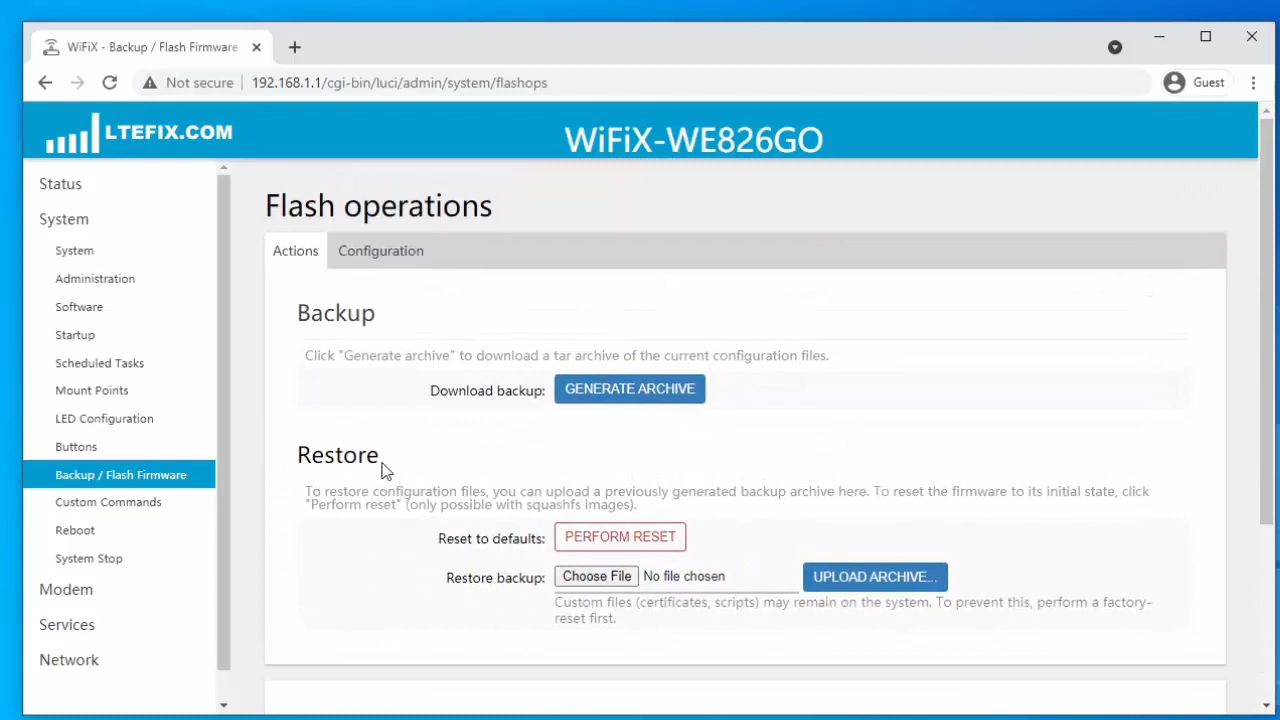 WiFiX - Backup / Flash Firmware
Not secure
192.168.1.1/cgi-bin/luci/admin/system/flashops
Guest
LTEFIX.COM
WiFiX-WE826GO
Status
System
System
Administration
Software
Startup
Scheduled Tasks
Mount Points
LED Configuration
Buttons
Backup / Flash Firmware
Custom Commands
Reboot
System Stop
Modem
Services
Network
Flash operations
Actions
Configuration
Backup
Click "Generate archive" to download a tar archive of the current configuration files.
Download backup: GENERATE ARCHIVE
Restore
To restore configuration files, you can upload a previously generated backup archive here. To reset the firmware to its initial state, click
"Perform reset" (only possible with squashfs images).
Reset to defaults: PERFORM RESET
Restore backup: Choose File No file chosen UPLOAD ARCHIVE...
Custom files (certificates, scripts) may remain on the system. To prevent this, perform a factory-
reset first.